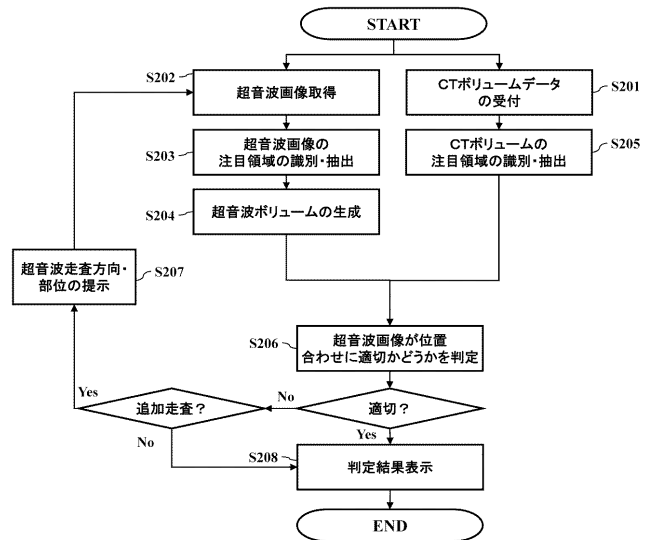 START
S202
超音波画像取得
CTボリュームデータ
の受付
S201
S203
超音波画像の
注目領域の識別・抽出
CTボリュームの
注目領域の識別・抽出
S205
S204
超音波ボリュームの生成
超音波走査方向・
部位の提示
S207
S206
超音波画像が位置
合わせに適切かどうかを判定
Yes
追加走査？
No
適切？
No
Yes
S208
判定結果表示
END